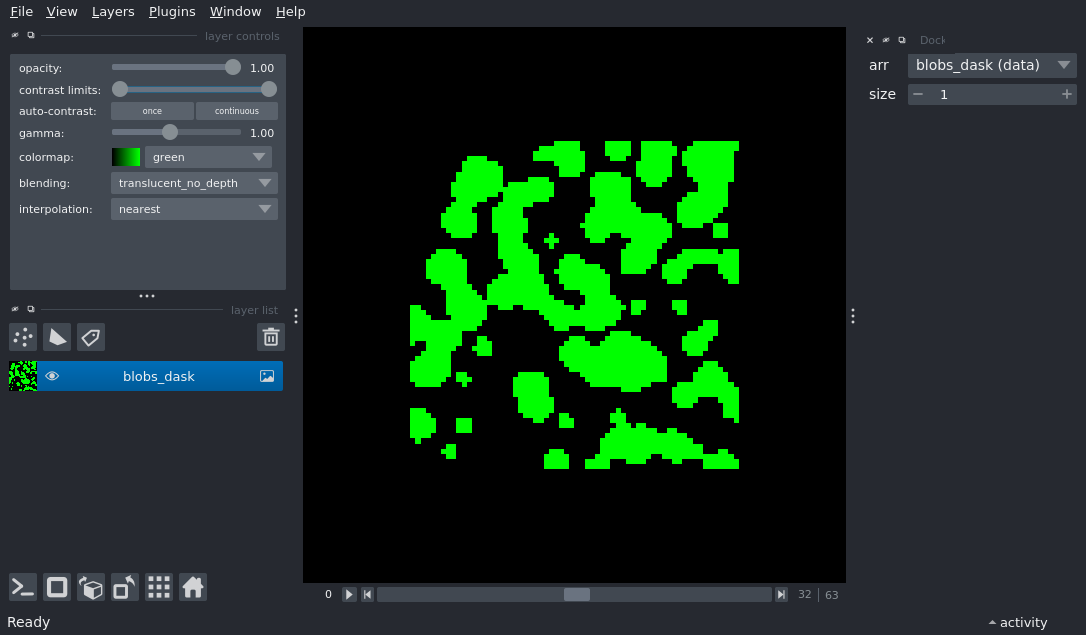 File View Layers Plugins Window Help
layer controls
opacity: 1.00
contrast limits:
auto-contrast: once continuous
gamma: 1.00
colormap: green
blending: translucent_no_depth
interpolation: nearest
layer list
blobs_dask
0 32 63
Dock
arr blobs_dask (data)
size 1
Ready activity